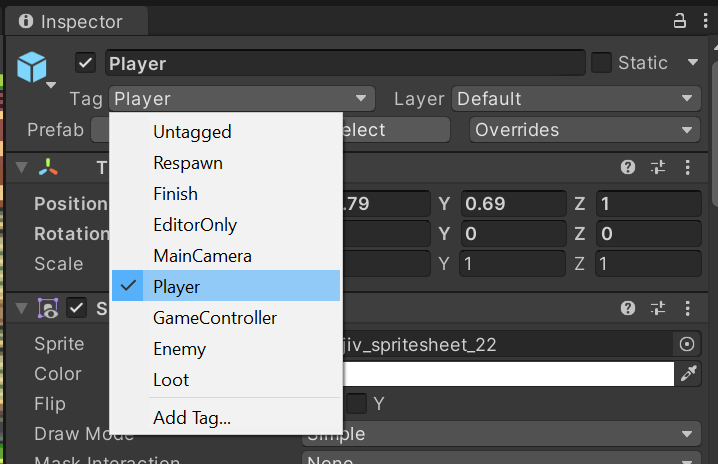 Inspector
Player
Static
Tag Player
Layer Default
Prefab
Overrides
Untagged
Respawn
Finish
EditorOnly
MainCamera
Player
GameController
Enemy
Loot
Add Tag...
Position
.79 Y 0.69 Z 1
Rotation
Y 0 Z 0
Scale
Y 1 Z 1
S
Sprite
jiv_spritesheet_22
Color
Flip
Y
Draw Mode
Simple
Mask Interaction
None